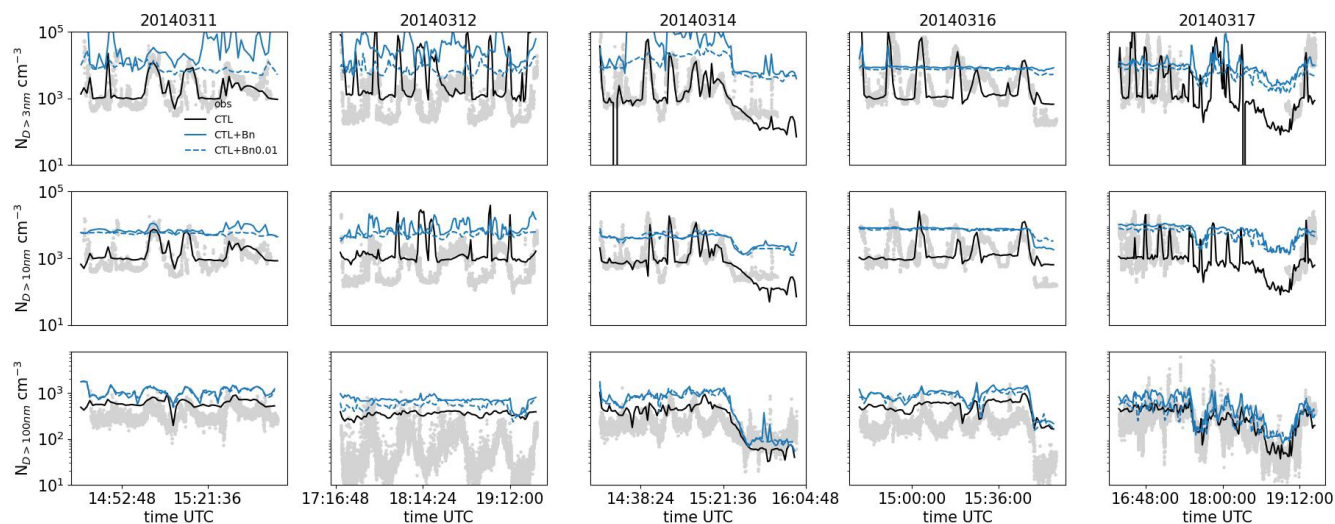 20140311 20140312 20140314 20140316 20140317
10^5
10^3
10^1
N_{D>3nm} cm^{-3}
obs
CTL
CTL+Bn
CTL+Bn0.01
10^5
10^3
10^1
N_{D>10nm} cm^{-3}
10^3
10^2
10^1
N_{D>100nm} cm^{-3}
14:52:48 15:21:36 17:16:48 18:14:24 19:12:00 14:38:24 15:21:36 16:04:48 15:00:00 15:36:00 16:48:00 18:00:00 19:12:00
time UTC time UTC time UTC time UTC time UTC